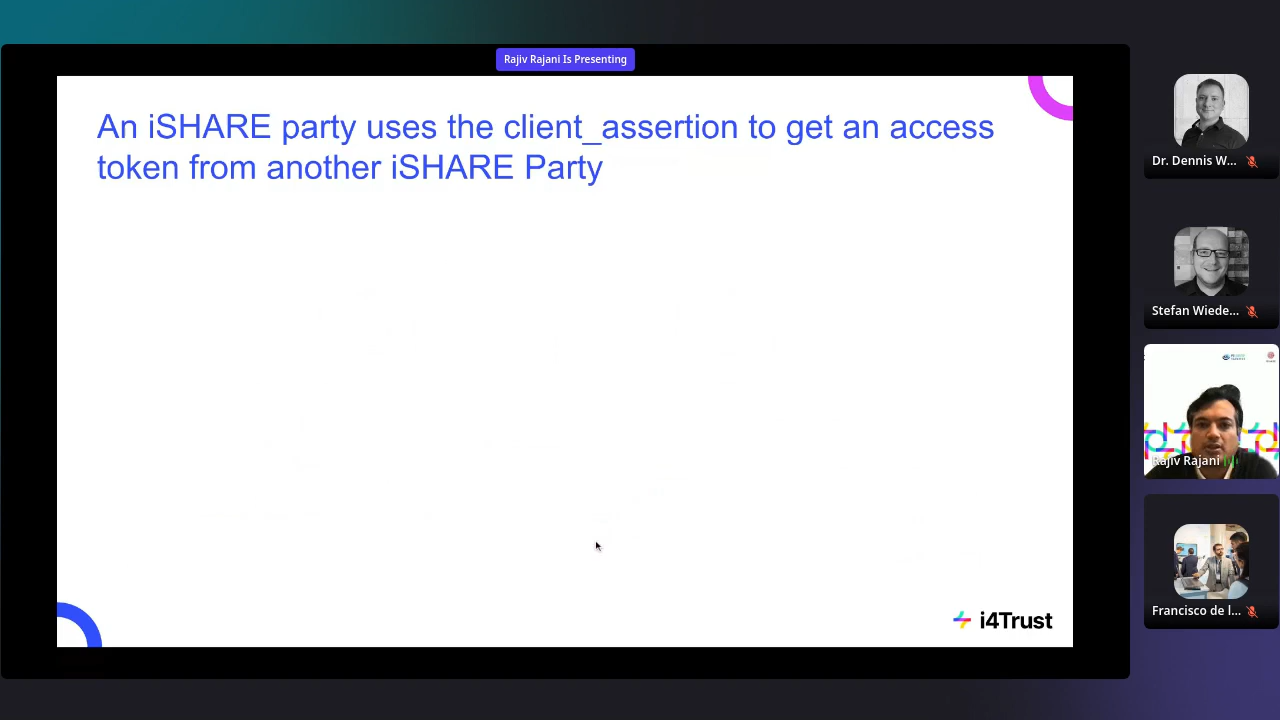 Rajiv Rajani Is Presenting
An iSHARE party uses the client_assertion to get an access
token from another iSHARE Party
i4Trust
Dr. Dennis W...
Stefan Wiede...
Rajiv Rajani
Francisco de l...